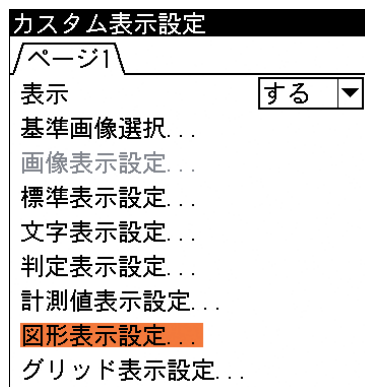 カスタム表示設定
ページ1
表示 する
基準画像選択...
画像表示設定...
標準表示設定...
文字表示設定...
判定表示設定...
計測値表示設定...
図形表示設定...
グリッド表示設定...